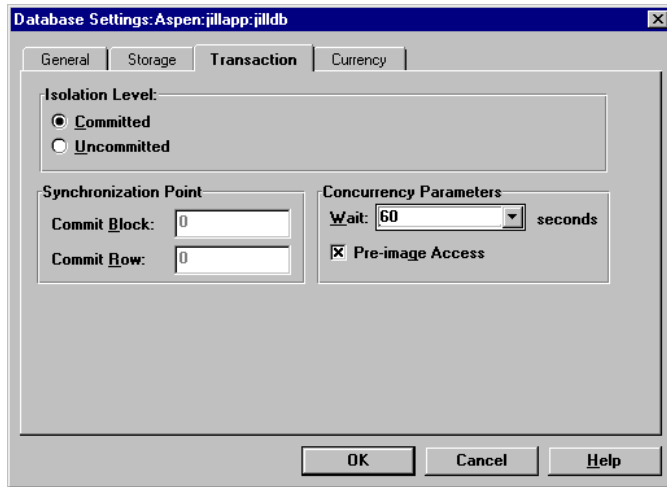 Database Settings:Aspen:jillapp:jilldb
General Storage Transaction Currency
Isolation Level:
Committed
Uncommitted
Synchronization Point
Commit Block: 0
Commit Row: 0
Concurrency Parameters
Wait: 60 seconds
Pre-image Access
OK Cancel Help